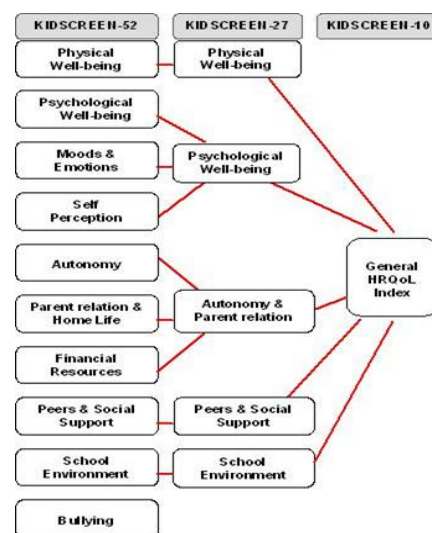 KIDSCREEN-52
KIDSCREEN-27
KIDSCREEN-10
Physical
Well-being
Physical
Well-being
Psychological
Well-being
Moods &
Emotions
Psychological
Well-being
Self
Perception
Autonomy
General
HRQoL
Index
Parent relation &
Home Life
Autonomy &
Parent relation
Financial
Resources
Peers & Social
Support
Peers & Social
Support
School
Environment
School
Environment
Bullying